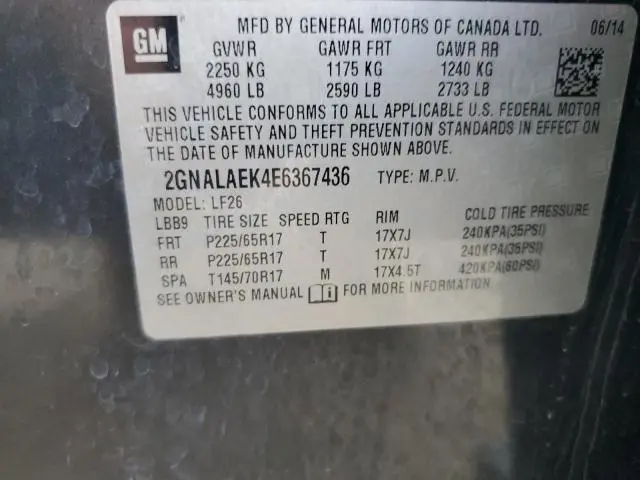 GM
MFD BY GENERAL MOTORS OF CANADA LTD. 06/14
GVWR GAWR FRT GAWR RR
2250 KG 1175 KG 1240 KG
4960 LB 2590 LB 2733 LB
THIS VEHICLE CONFORMS TO ALL APPLICABLE U.S. FEDERAL MOTOR
VEHICLE SAFETY AND THEFT PREVENTION STANDARDS IN EFFECT ON
THE DATE OF MANUFACTURE SHOWN ABOVE.
2GNALAEK4E6367436 TYPE: M.P.V.
MODEL: LF26
LBB9 TIRE SIZE SPEED RTG RIM COLD TIRE PRESSURE
FRT P225/65R17 T 17X7J 240KPA(35PSI)
RR P225/65R17 T 17X7J 240KPA(35PSI)
SPA T145/70R17 M 17X4.5T 420KPA(60PSI)
SEE OWNER'S MANUAL FOR MORE INFORMATION